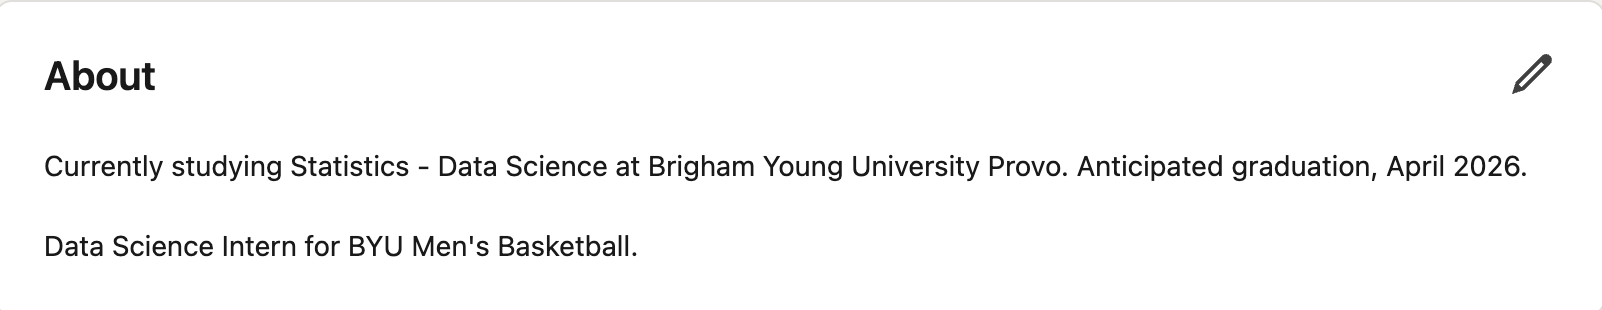 About
Currently studying Statistics - Data Science at Brigham Young University Provo. Anticipated graduation, April 2026.
Data Science Intern for BYU Men's Basketball.